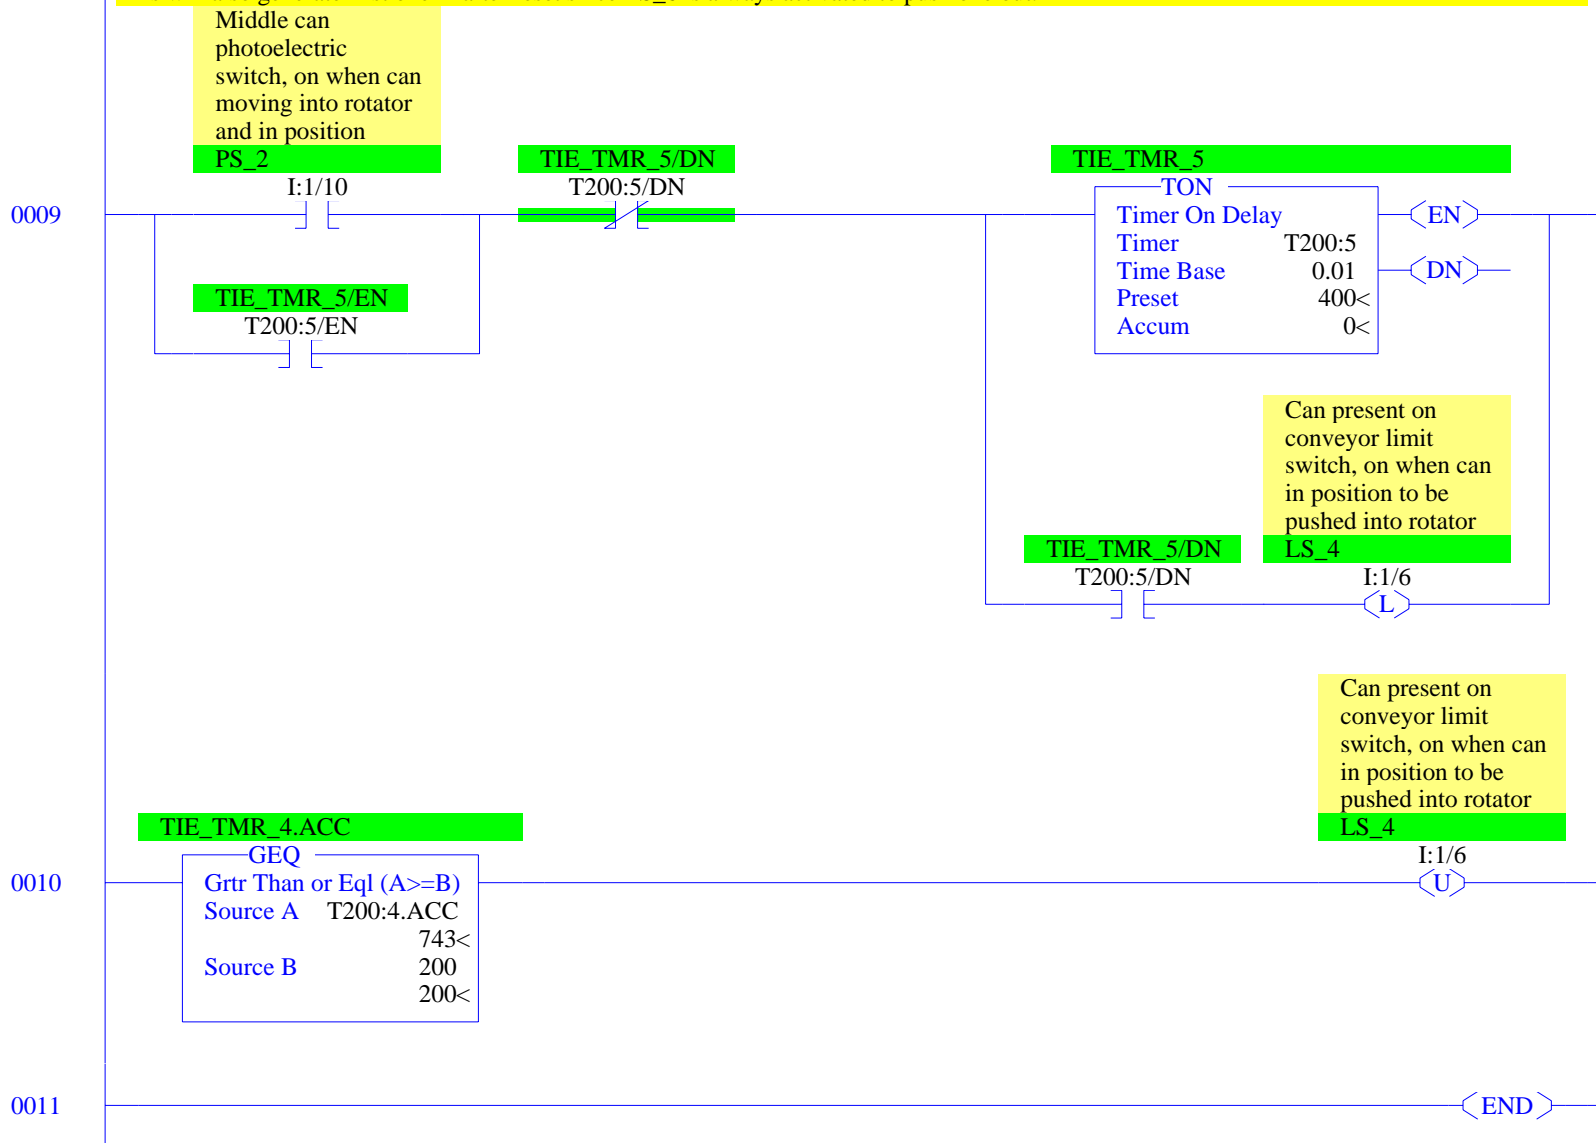 Middle can
photoelectric
switch, on when can
moving into rotator
and in position
PS_2
I:1/10
TIE_TMR_5/DN
T200:5/DN
TIE_TMR_5
TON
Timer On Delay
Timer T200:5
Time Base 0.01
Preset 400<
Accum 0<
EN
DN
0009
TIE_TMR_5/EN
T200:5/EN
Can present on
conveyor limit
switch, on when can
in position to be
pushed into rotator
TIE_TMR_5/DN
T200:5/DN
LS_4
I:1/6
L
Can present on
conveyor limit
switch, on when can
in position to be
pushed into rotator
LS_4
I:1/6
U
0010
TIE_TMR_4.ACC
GEQ
Grtr Than or Eql (A>=B)
Source A T200:4.ACC
743<
Source B 200
200<
0011
END